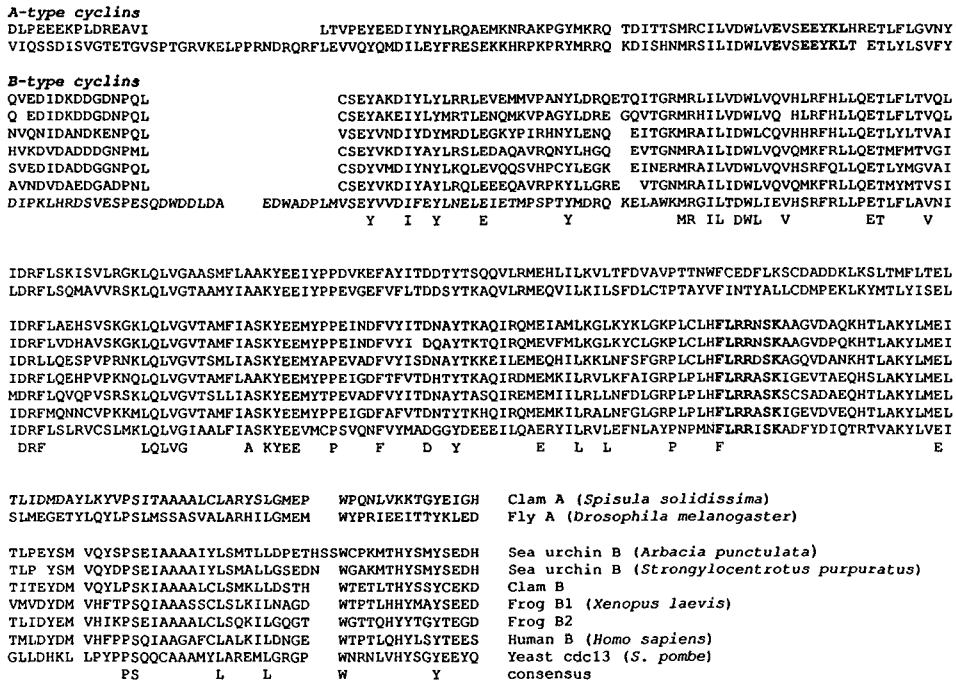 A-type cyclins
DLPEEEKPLDREAVI LTVPEYEEDIYNYLRQAEMKNRAKPGYMKRQ TDITTSMRCILVDWLVEVSEEYKLHRETLFLGVNY
VIQSSDISVGTETGVSPTGRVKELPPRNDRQRFLEVVQYQMDILEYFRESEKKHRPKPRYMRRQ KDISHNMRSILIDWLVEVSEEYKLT ETLYLSVFY
B-type cyclins
QVEDIDKDDGDNPQL CSEYAKDIYLYLRRLEVEMMVPANYLDRQETQITGRMRLILVDWLVQVHLRFHLLQETLFLTVQL
Q EDIDKDDGDNPQL CSEYAKEIYLYMRTLENQMKVPAGYLDRE GQVTGRMRHILVDWLVQ HLRFHLLQETLFLTVQL
NVQNIDANDKENPQL VSEYVNDIYDYMRDLEGKYPIRHNYLENQ EITGKMRAILIDWLCQVHHRFHLLQETLYLTVAI
HVKDVDADDDGNPML CSEYVKDIYAYLRSLEDAQAVRQNYLHGQ EVTGNMRAILIDWLVQVQMKFRLLQETMFMTVGI
SVEDIDADDGGNPQL CSDYVMDIYNYLKQLEVQQSVHPCYLEGK EINERMRAILVDWLVQVHSRFQLLQETLYMGVAI
AVNDVDAEDGADPNL CSEYVKDIYAYLRQLEEEQAVRPKYLLGRE VTGNMRAILIDWLVQVQMKFRLLQETMYMTVSI
DIPKLHRDSVESPESQDWDDLDA EDWADPLMVSEYVVDIFEYLNELEIETMPSPTYMDRQ KELAWKMRGILTDWLIEVHSRFRLLPETLFLAVNI
Y I Y E Y MR IL DWL V ET V
IDRFLSKISVLRGKLQLVGAASMFLAAKYEEIYPPDVKEFAYITDDTYTSQQVLRMEHLILKVLTFDVAVPTTNWFCEDFLKSCDADDKLKSLTMFLTEL
LDRFLSQMAVVRSKLQLVGTAAMYIAAKYEEIYPPEVGEFVFLTDDSYTKAQVLRMEQVILKILSFDLCTPTAYVFINTYALLCDMPEKLKYMTLYISEL
IDRFLAEHSVSKGKLQLVGVTAMFIASKYEEMYPPEINDFVYITDNAYTKAQIRQMEIAMLKGLKYKLGKPLCLHFLRRNSKAAGVDAQKHTLAKYLMEI
IDRFLVDHAVSKGKLQLVGVTAMFIASKYEEMYPPEINDFVYI DQAYTKTQIRQMEVFMLKGLKYCLGKPLCLHFLRRNSKAAGVDPQKHTLAKYLMEI
IDRLLQESPVPRNKLQLVGVTSMLIASKYEEMYAPEVADFVYISDNAYTKKEILEMEQHILKKLNFSFGRPLCLHFLRRDSKAGQVDANKHTLAKYLMEL
IDRFLQEHPVPKNQLQLVGVTAMFLAAKYEEMYPPEIGDFTFVTDHTYTKAQIRDMEMKILRVLKFAIGRPLPLHFLRRASKIGEVTAEQHSLAKYLMEL
MDRFLQVQPVSRKKLQLVGVTSLLIASKYEEMYTPEVADFVYITDNAYTASQIREMEMIILRLLNFDLGRPLPLHFLRRASKSCSADAEQHTLAKYLMEL
IDRFMQNNCVPKKMLQLVGVTAMFIASKYEEMYPPEIGDFAFVTDNTYTKHQIRQMEMKILRALNFGLGRPLPLHFLRRASKIGEVDVEQHTLAKYLMEL
IDRFLSLRVCSLMKLQLVGIAALFIASKYEEVMCPSVQNFVYMADGGYDEEEILQAERYILRVLEFNLAYPNPMNFLRRISKADFYDIQTRTVAKYLVEI
DRF LQLVG A KYEE P F D Y E L L P F E
TLIDMDAYLKYVPSITAAAALCLARYSLGMEP WPQNLVKKTGYEIGH Clam A (Spisula solidissima)
SLMEGETYLQYLPSLMSSASVALARHILGMEM WYPRIEEITTYKLED Fly A (Drosophila melanogaster)
TLPEYSM VQYSPSEIAAAAIYLSMTLLDPETHSSWCPKMTHYSMYSEDH Sea urchin B (Arbacia punctulata)
TLP YSM VQYDPSEIAAAAIYLSMALLGSEDN WGAKMTHYSMYSEDH Sea urchin B (Strongylocentrotus purpuratus)
TITEYDM VQYLPSKIAAAALCLSMKLLDSTH WTETLTHYSSYCEKD Clam B
VMVDYDM VHFTPSQIAAASSCLSLKILNAGD WTPTLHHYMAYSEED Frog B1 (Xenopus laevis)
TLIDYEM VHIKPSEIAAAALCLSQKILGQGT WGTTQHYYTGYTEGD Frog B2
TMLDYDM VHFPPSQIAAGAFCLALKILDNGE WTPTLQHYLSYTEES Human B (Homo sapiens)
GLLDHKL LPYPPSQQCAAAMYLAREMLGRGP WNRNLVHYSGYEEYQ Yeast cdc13 (S. pombe)
PS L L W Y consensus